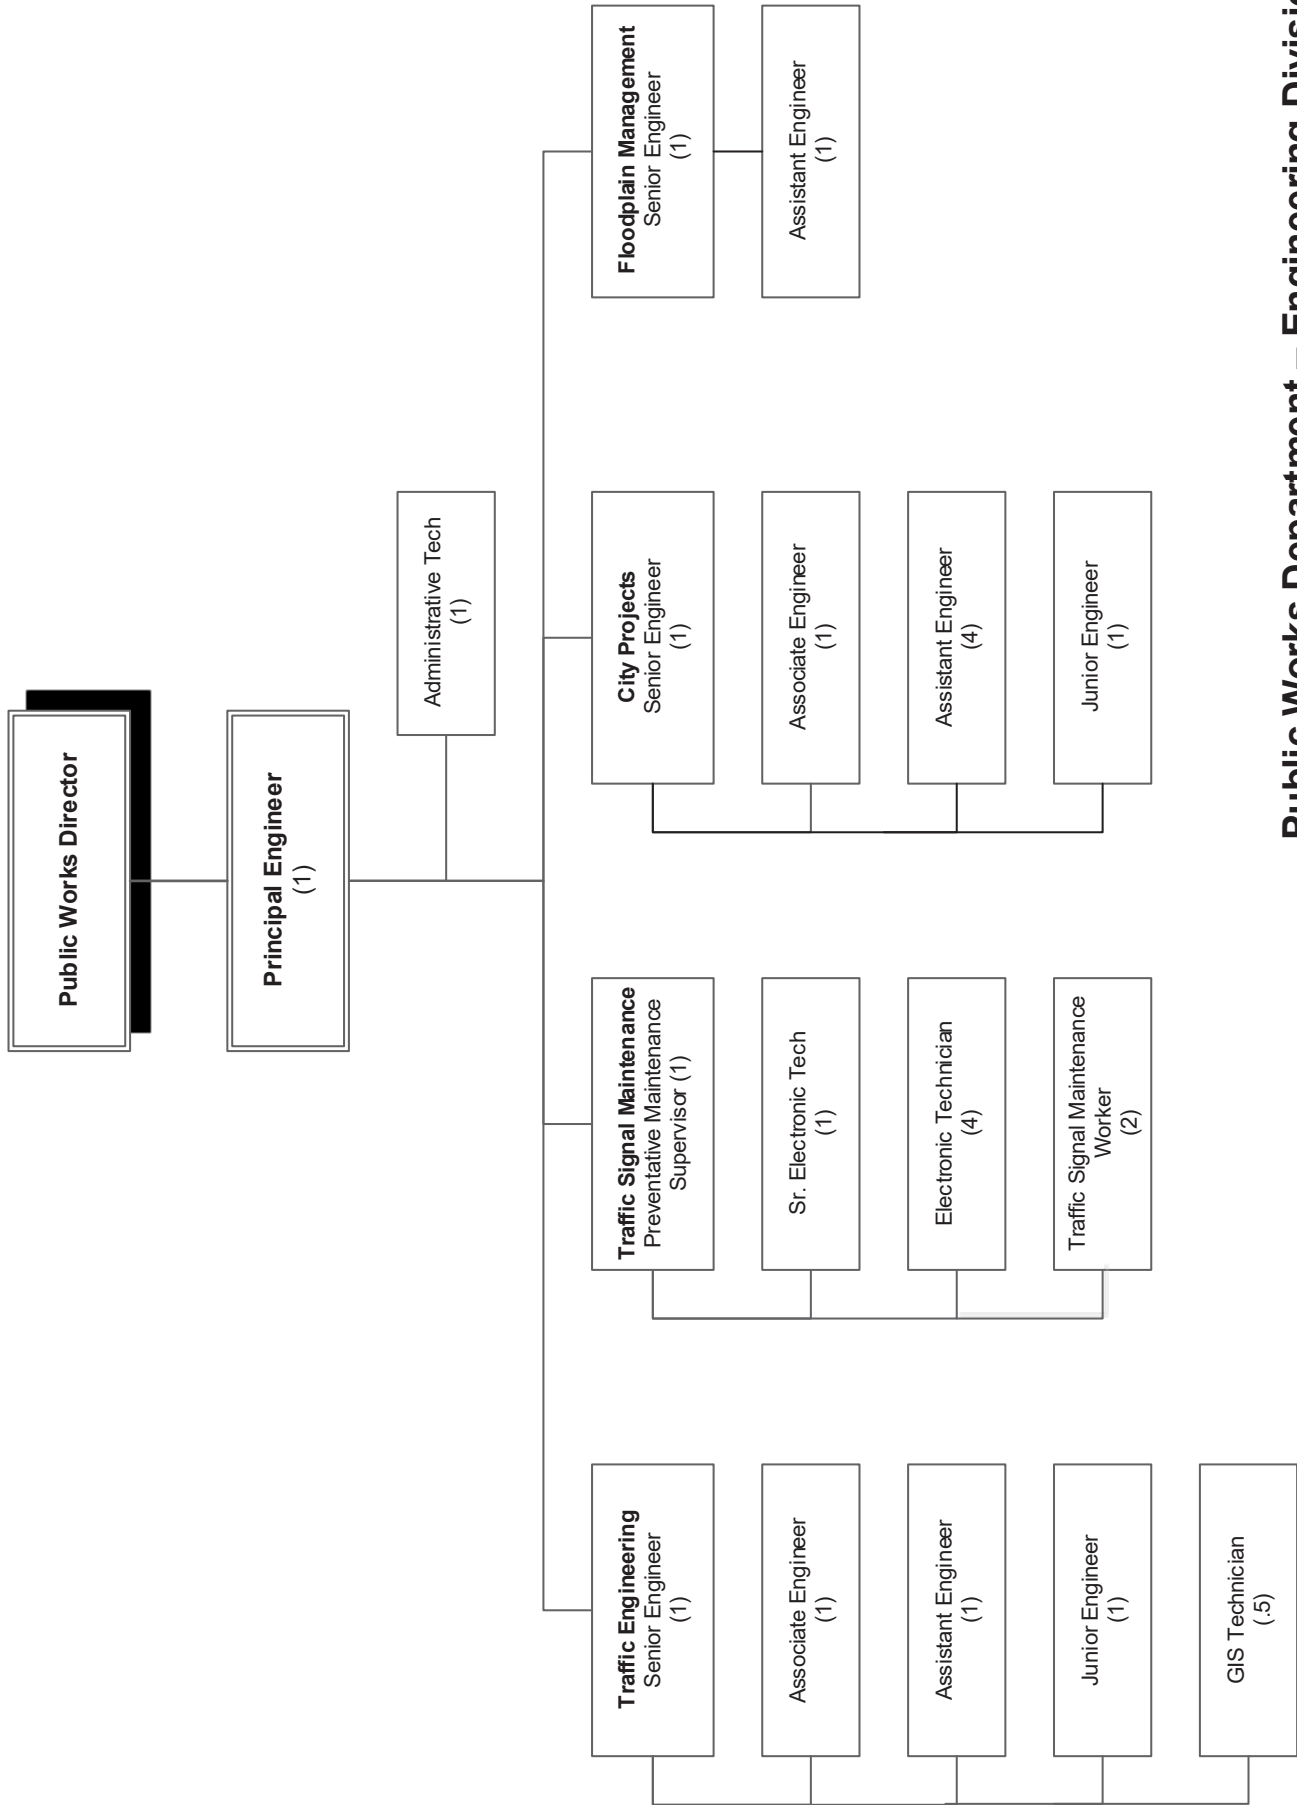 Public Works Director
Principal Engineer
(1)
Administrative Tech
(1)
Traffic Engineering
Senior Engineer
(1)
Associate Engineer
(1)
Assistant Engineer
(1)
Junior Engineer
(1)
GIS Technician
(.5)
Traffic Signal Maintenance
Preventative Maintenance
Supervisor (1)
Sr. Electronic Tech
(1)
Electronic Technician
(4)
Traffic Signal Maintenance
Worker
(2)
City Projects
Senior Engineer
(1)
Associate Engineer
(1)
Assistant Engineer
(4)
Junior Engineer
(1)
Floodplain Management
Senior Engineer
(1)
Assistant Engineer
(1)
Public Works Department – Engineering